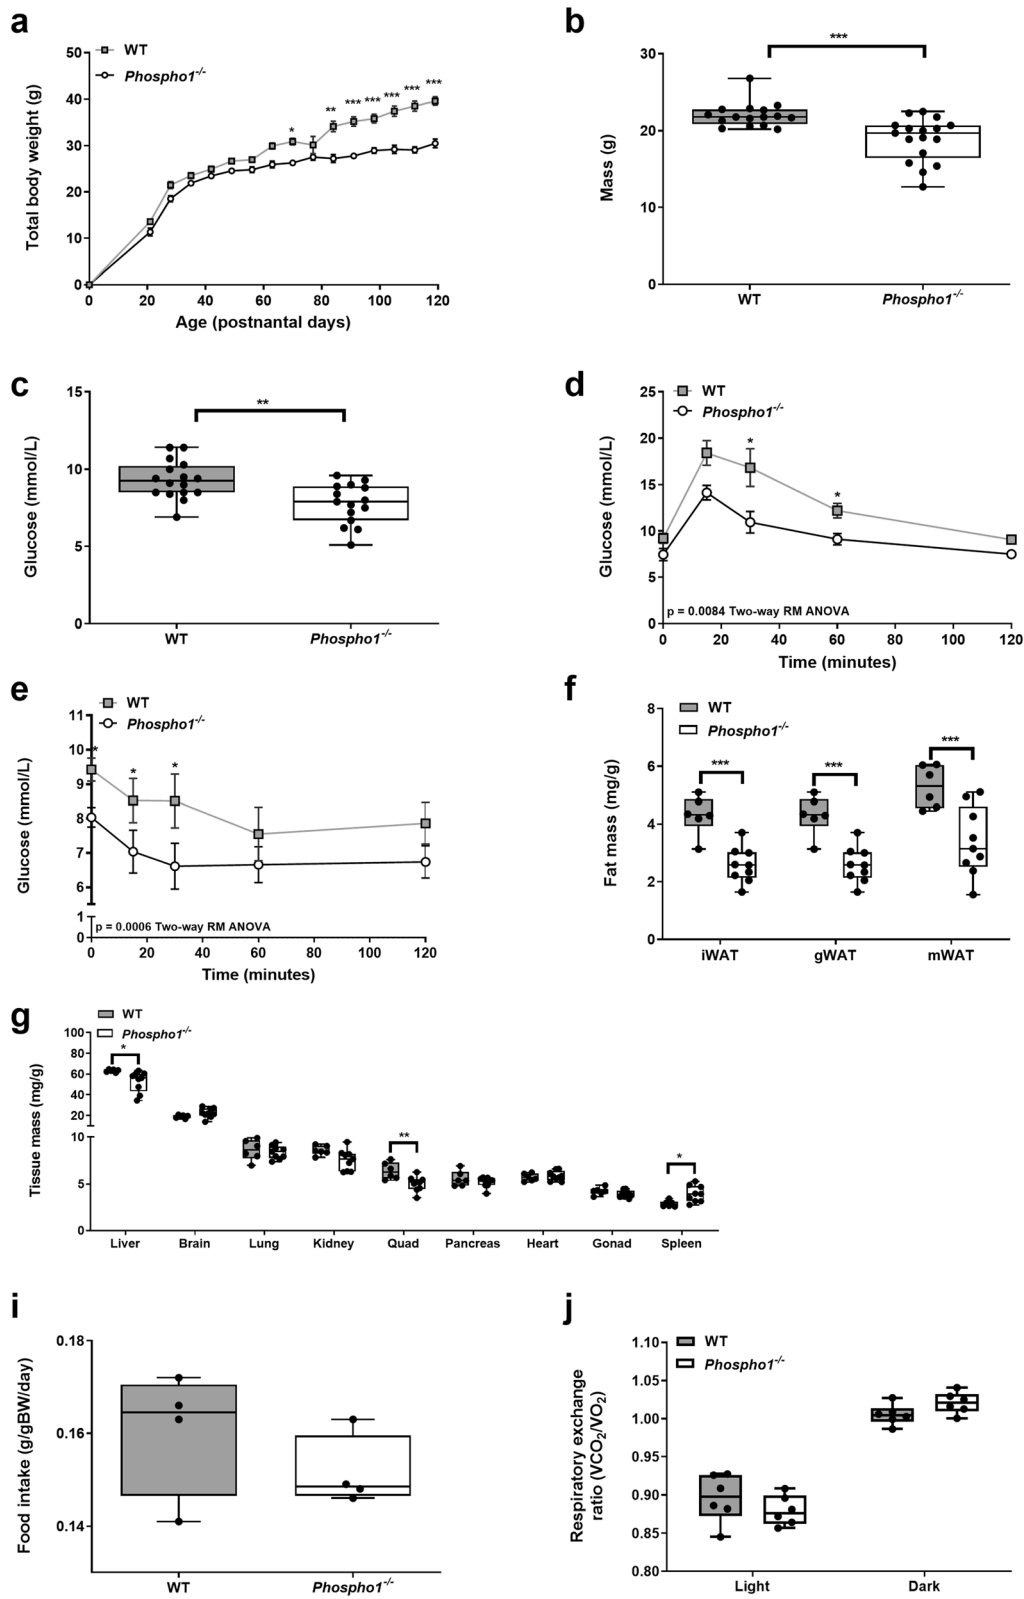 a
WT
Phospho1-/-
50
40
30
20
10
0
Total body weight (g)
* ** *** *** *** *** ***
0 20 40 60 80 100 120
Age (postnantal days)
b
***
30
20
10
0
Mass (g)
WT Phospho1-/-
c
**
15
10
5
0
Glucose (mmol/L)
WT Phospho1-/-
d
WT
Phospho1-/-
25
20
15
10
5
0
Glucose (mmol/L)
* *
p = 0.0084 Two-way RM ANOVA
0 20 40 60 80 100 120
Time (minutes)
e
WT
Phospho1-/-
11
10
9
8
7
6
1
0
Glucose (mmol/L)
* * *
p = 0.0006 Two-way RM ANOVA
0 20 40 60 80 100 120
Time (minutes)
f
WT
Phospho1-/-
8
6
4
2
0
Fat mass (mg/g)
*** *** ***
iWAT gWAT mWAT
g
WT
Phospho1-/-
100
80
60
40
20
10
5
0
Tissue mass (mg/g)
* ** *
Liver Brain Lung Kidney Quad Pancreas Heart Gonad Spleen
i
0.18
0.16
0.14
Food intake (g/gBW/day)
WT Phospho1-/-
j
WT
Phospho1-/-
1.10
1.05
1.00
0.95
0.90
0.85
0.80
Respiratory exchange
ratio (VCO2/VO2)
Light Dark